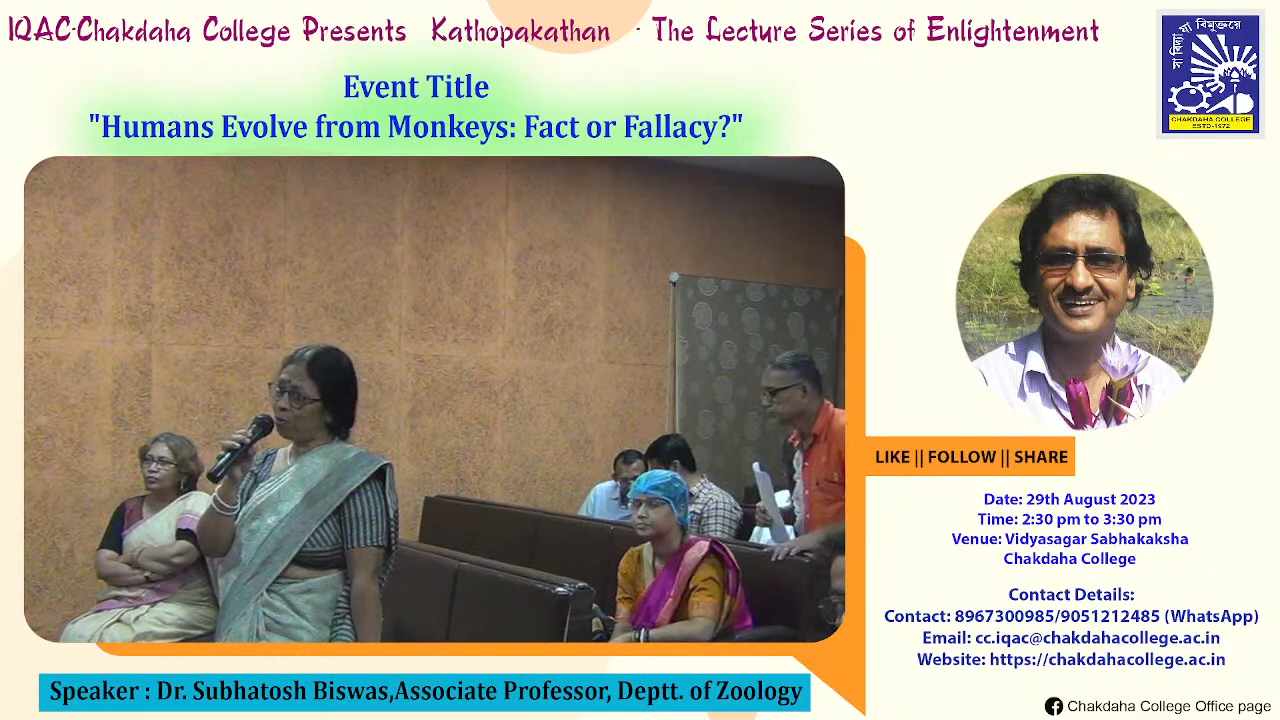 IQAC-Chakdaha College Presents Kathopakathan - The Lecture Series of Enlightenment
সা বিদ্যা যা বিমুক্তয়ে
CHAKDAHA COLLEGE
ESTD-1972
Event Title
"Humans Evolve from Monkeys: Fact or Fallacy?"
LIKE || FOLLOW || SHARE
Date: 29th August 2023
Time: 2:30 pm to 3:30 pm
Venue: Vidyasagar Sabhakaksha
Chakdaha College
Contact Details:
Contact: 8967300985/9051212485 (WhatsApp)
Email: cc.iqac@chakdahacollege.ac.in
Website: https://chakdahacollege.ac.in
Speaker : Dr. Subhatosh Biswas,Associate Professor, Deptt. of Zoology
Chakdaha College Office page